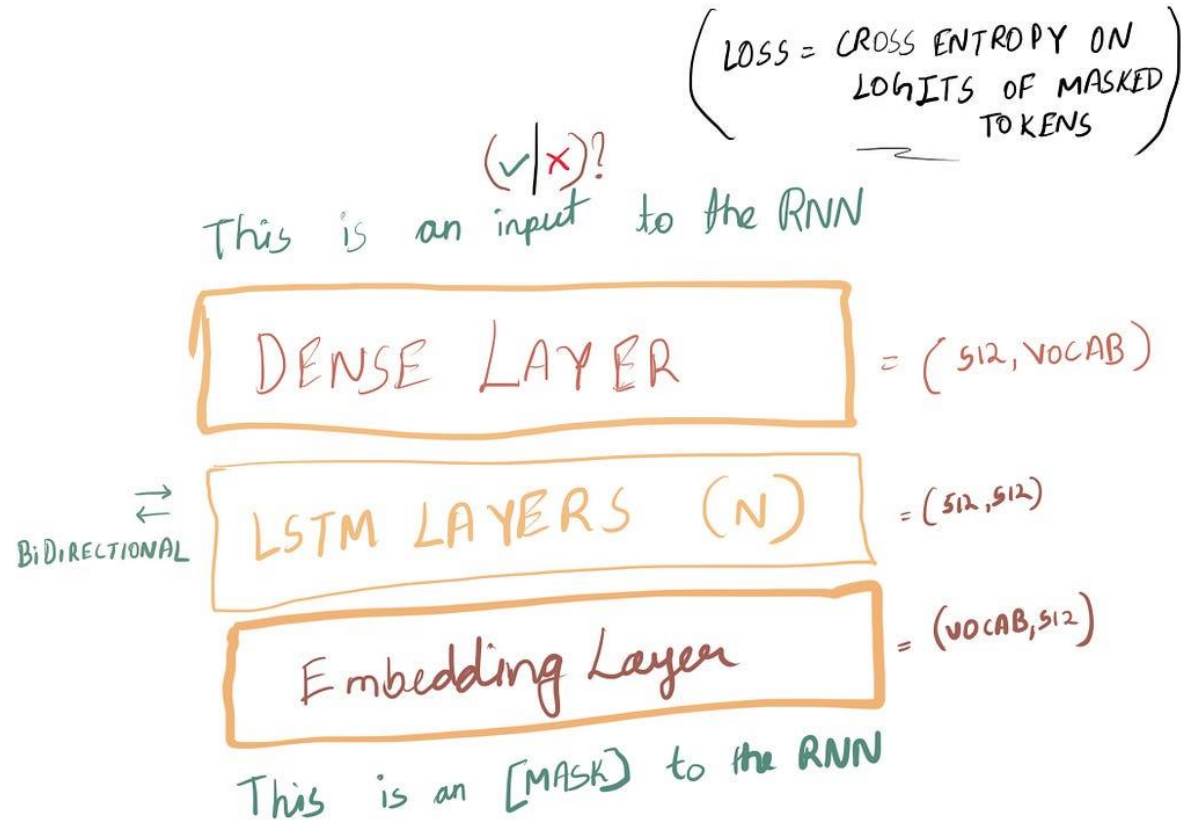 (LOSS = CROSS ENTROPY ON
LOGITS OF MASKED
TOKENS)
(✓|×)?
This is an input to the RNN
DENSE LAYER
= (512, VOCAB)
LSTM LAYERS (N)
= (512,512)
BiDIRECTIONAL
Embedding Layer
= (VOCAB,512)
This is an [MASK] to the RNN